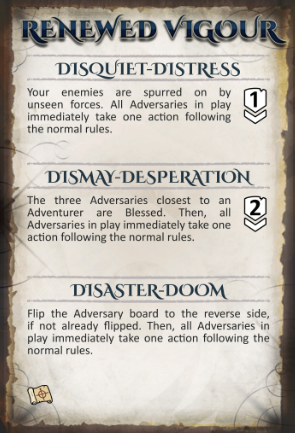 RENEWED VIGOUR
DISQUIET-DISTRESS
Your enemies are spurred on by
unseen forces. All Adversaries in play
immediately take one action following
the normal rules.
1
DISMAY-DESPERATION
The three Adversaries closest to an
Adventurer are Blessed. Then, all
Adversaries in play immediately take one
action following the normal rules.
2
DISASTER-DOOM
Flip the Adversary board to the reverse side,
if not already flipped. Then, all Adversaries in
play immediately take one action following the
normal rules.